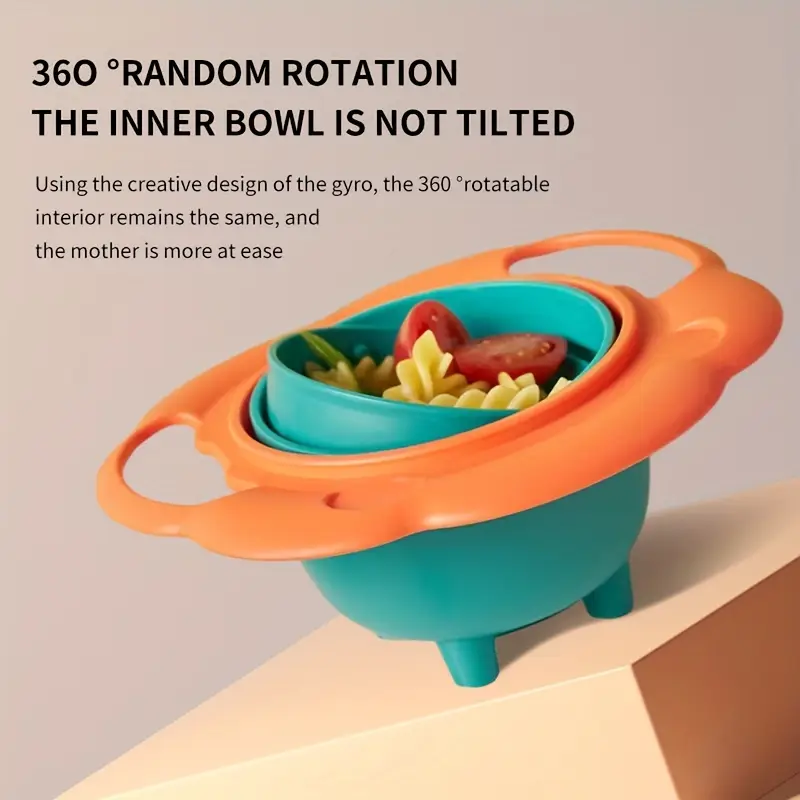 36O °RANDOM ROTATION
THE INNER BOWL IS NOT TILTED
Using the creative design of the gyro, the 360 °rotatable
interior remains the same, and
the mother is more at ease